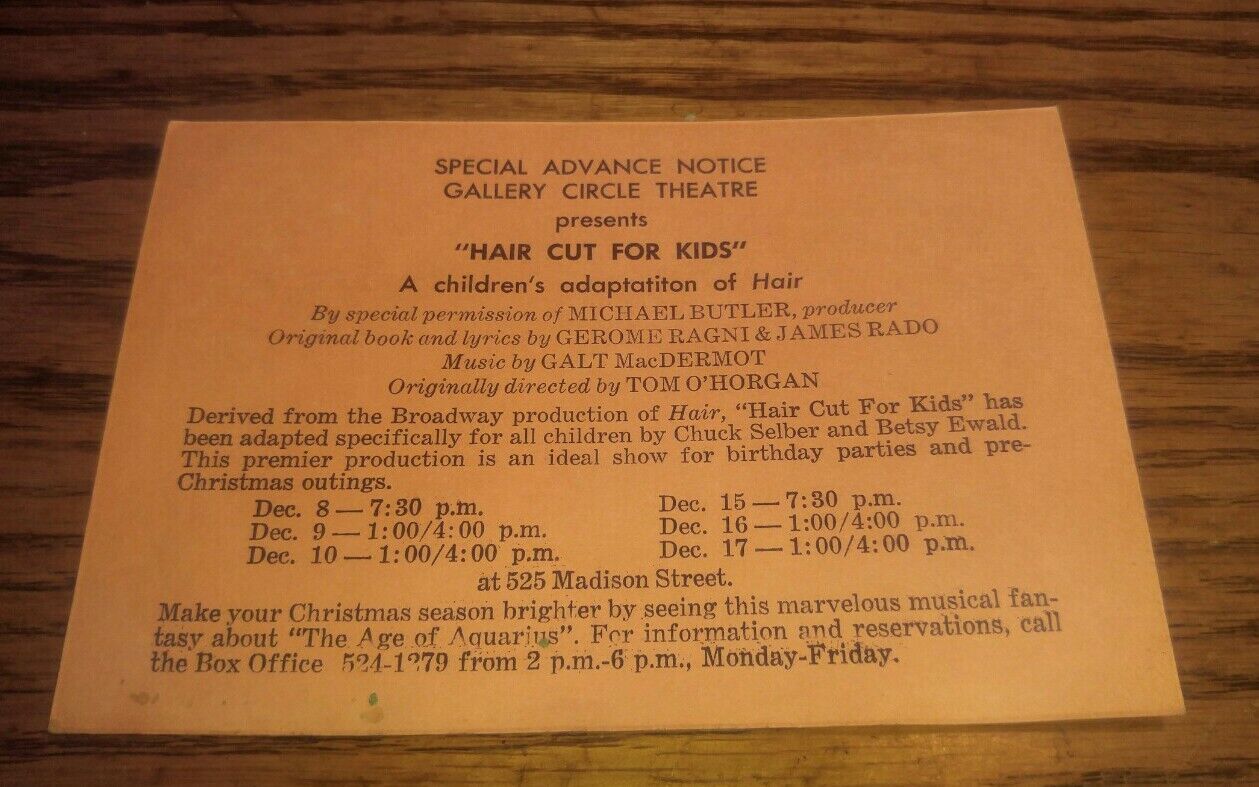 SPECIAL ADVANCE NOTICE
GALLERY CIRCLE THEATRE
presents
"HAIR CUT FOR KIDS"
A children's adaptatiton of Hair
By special permission of MICHAEL BUTLER, producer
Original book and lyrics by GEROME RAGNI & JAMES RADO
Music by GALT MacDERMOT
Originally directed by TOM O'HORGAN
Derived from the Broadway production of Hair, "Hair Cut For Kids" has
been adapted specifically for all children by Chuck Selber and Betsy Ewald.
This premier production is an ideal show for birthday parties and pre-
Christmas outings.
Dec. 8 — 7:30 p.m.
Dec. 9 — 1:00/4:00 p.m.
Dec. 10 — 1:00/4:00 p.m.
Dec. 15 — 7:30 p.m.
Dec. 16 — 1:00/4:00 p.m.
Dec. 17 — 1:00/4:00 p.m.
at 525 Madison Street.
Make your Christmas season brighter by seeing this marvelous musical fan-
tasy about "The Age of Aquarius". For information and reservations, call
the Box Office 524-1279 from 2 p.m.-6 p.m., Monday-Friday.